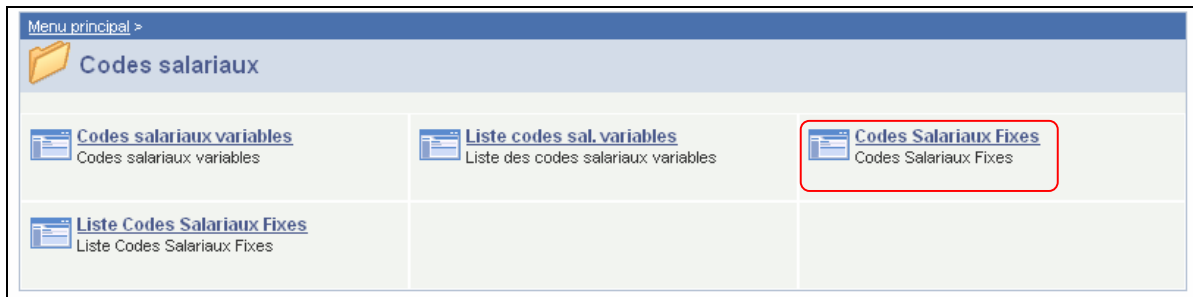 Menu principal >
Codes salariaux
Codes salariaux variables
Codes salariaux variables
Liste codes sal. variables
Liste des codes salariaux variables
Codes Salariaux Fixes
Codes Salariaux Fixes
Liste Codes Salariaux Fixes
Liste Codes Salariaux Fixes